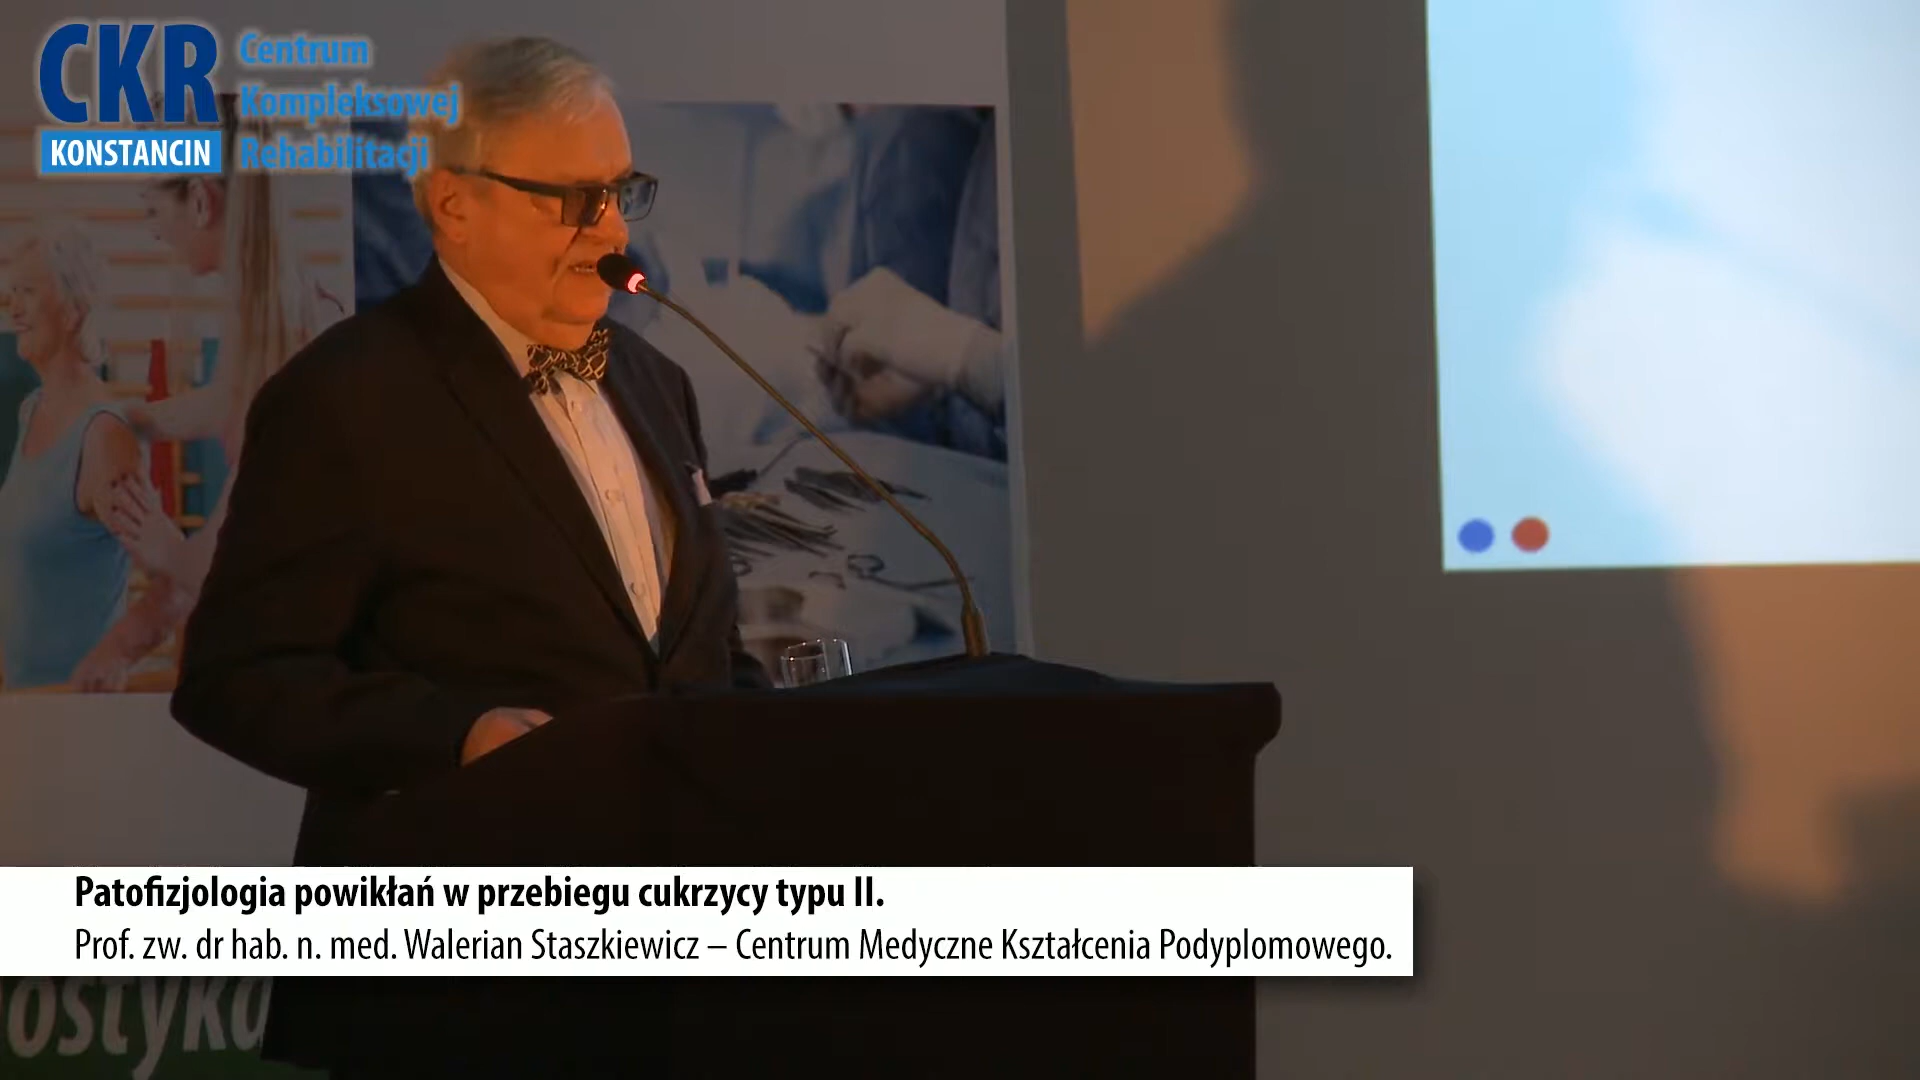 CKR
KONSTANCIN
Centrum
Kompleksowej
Rehabilitacji
Patofizjologia powikłań w przebiegu cukrzycy typu II.
Prof. zw. dr hab. n. med. Walerian Staszkiewicz – Centrum Medyczne Kształcenia Podyplomowego.
ostyka